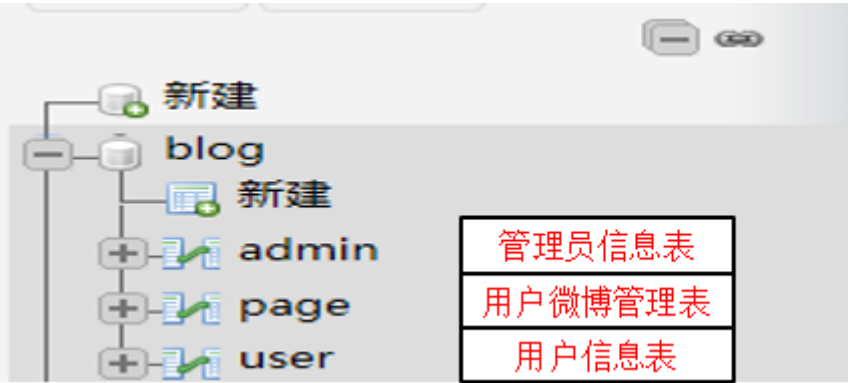 新建
blog
新建
admin 管理员信息表
page 用户微博管理表
user 用户信息表